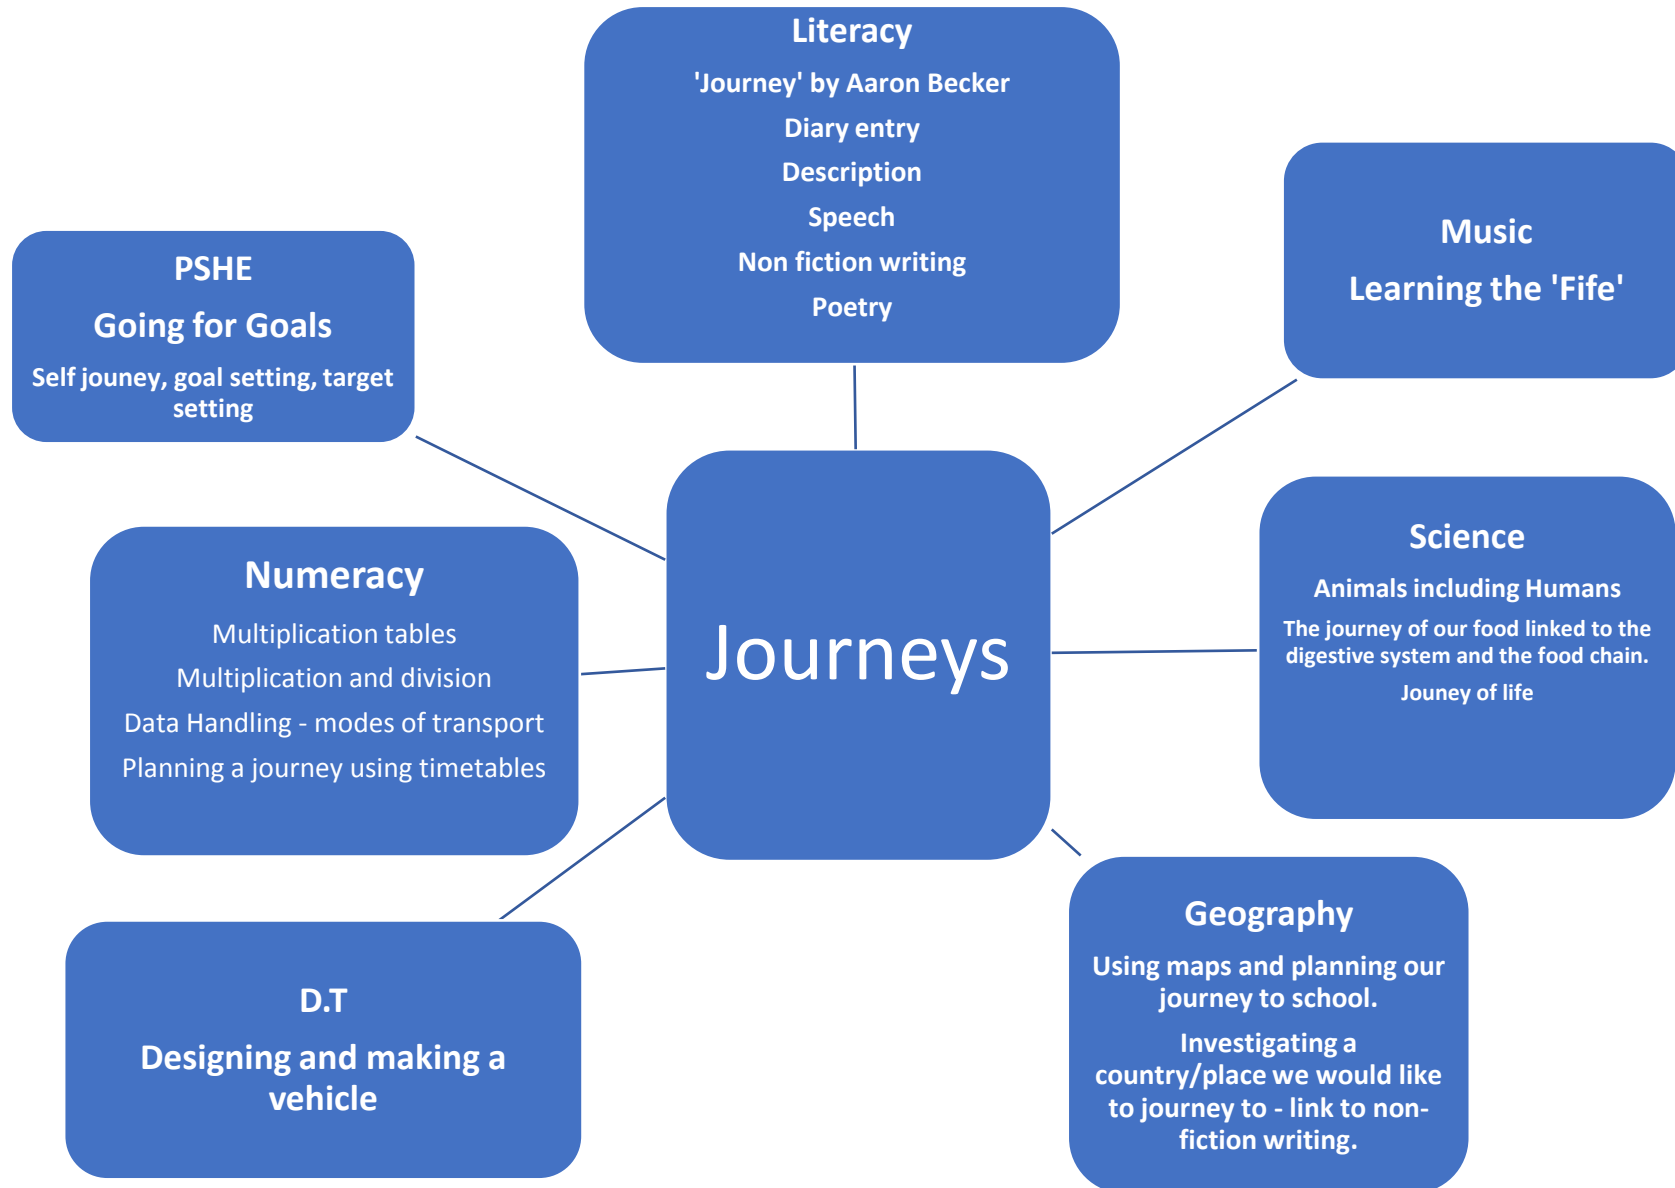 Literacy
'Journey' by Aaron Becker
Diary entry
Description
Speech
Non fiction writing
Poetry
Music
Learning the 'Fife'
PSHE
Going for Goals
Self jouney, goal setting, target
setting
Numeracy
Multiplication tables
Multiplication and division
Data Handling - modes of transport
Planning a journey using timetables
Journeys
Science
Animals including Humans
The journey of our food linked to the
digestive system and the food chain.
Jouney of life
D.T
Designing and making a
vehicle
Geography
Using maps and planning our
journey to school.
Investigating a
country/place we would like
to journey to - link to non-
fiction writing.